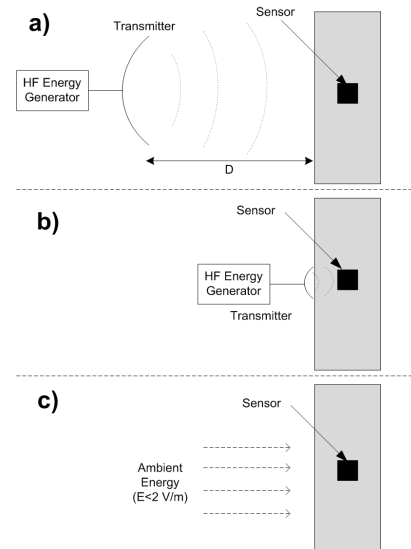 a)
Transmitter
Sensor
HF Energy
Generator
D
b)
Sensor
HF Energy
Generator
Transmitter
c)
Sensor
Ambient
Energy
(E<2 V/m)